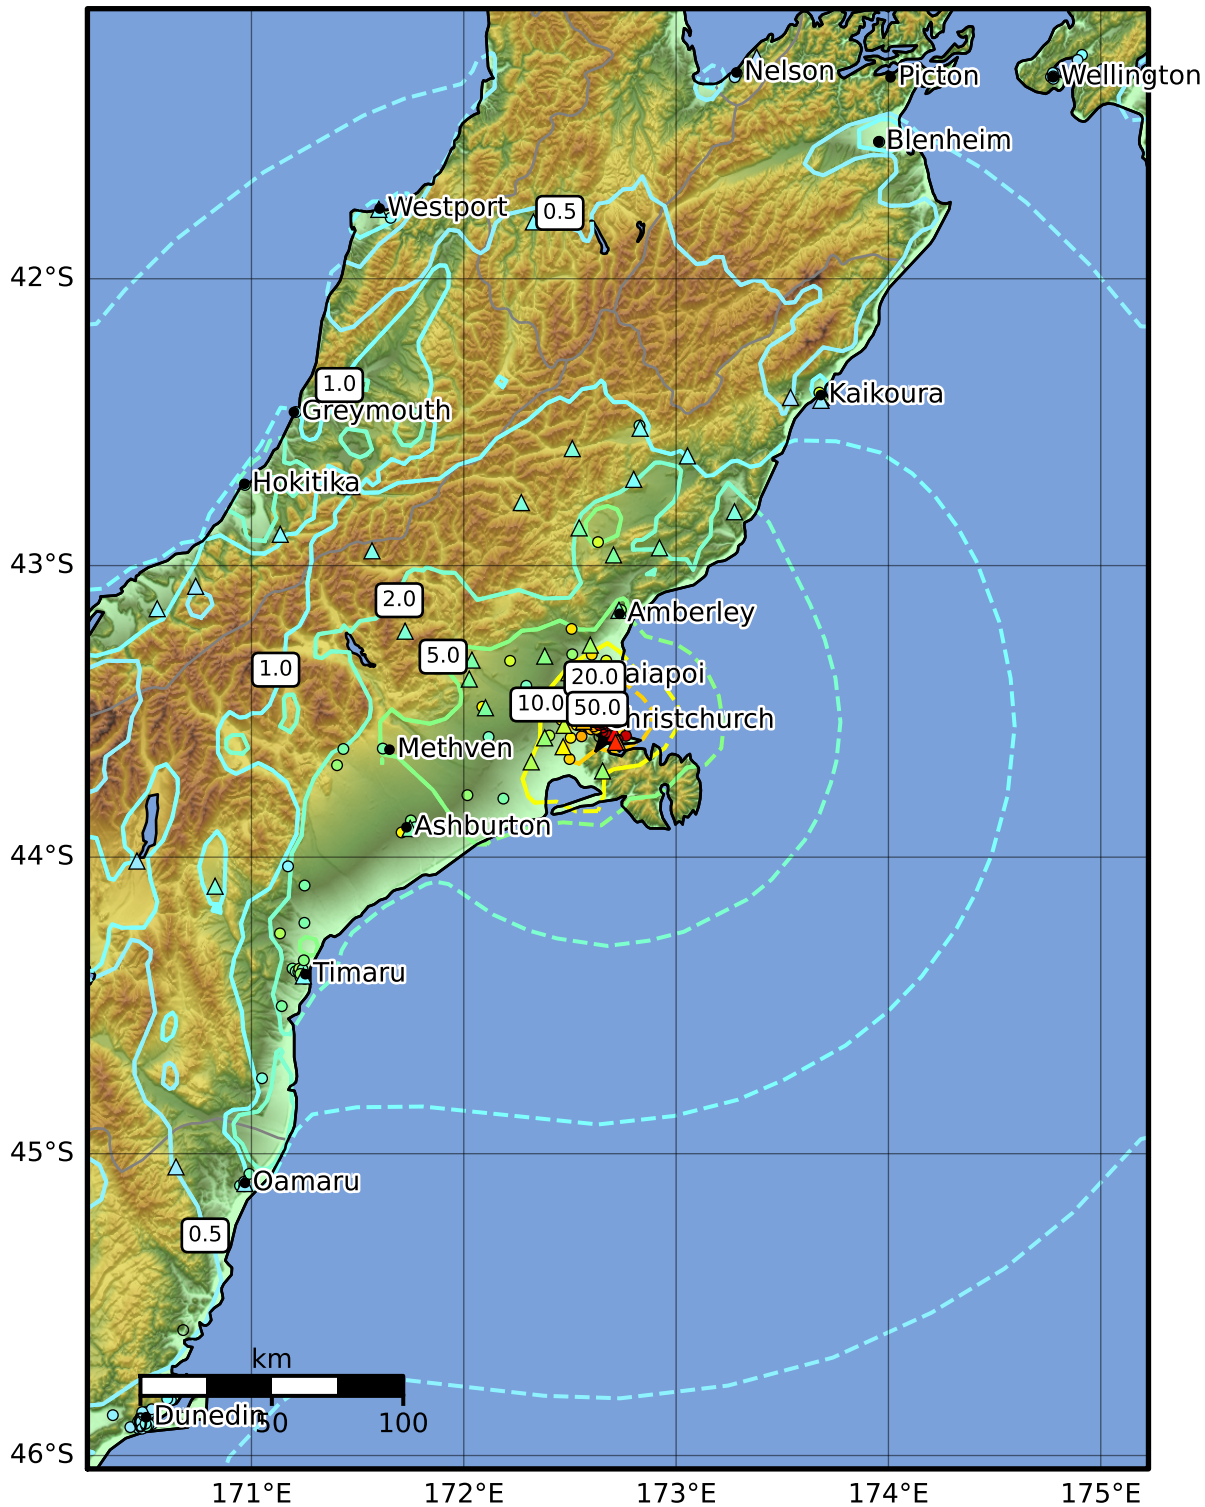 Nelson
Picton
Wellington
Blenheim
Westport
0.5
42°S
1.0
Kaikoura
Greymouth
Hokitika
43°S
2.0
Amberley
5.0
1.0
20.0
aiapoi
10.0
50.0
hristchurch
Methven
Ashburton
44°S
Timaru
45°S
Oamaru
0.5
km
Dunedin
50
100
46°S
171°E
172°E
173°E
174°E
175°E